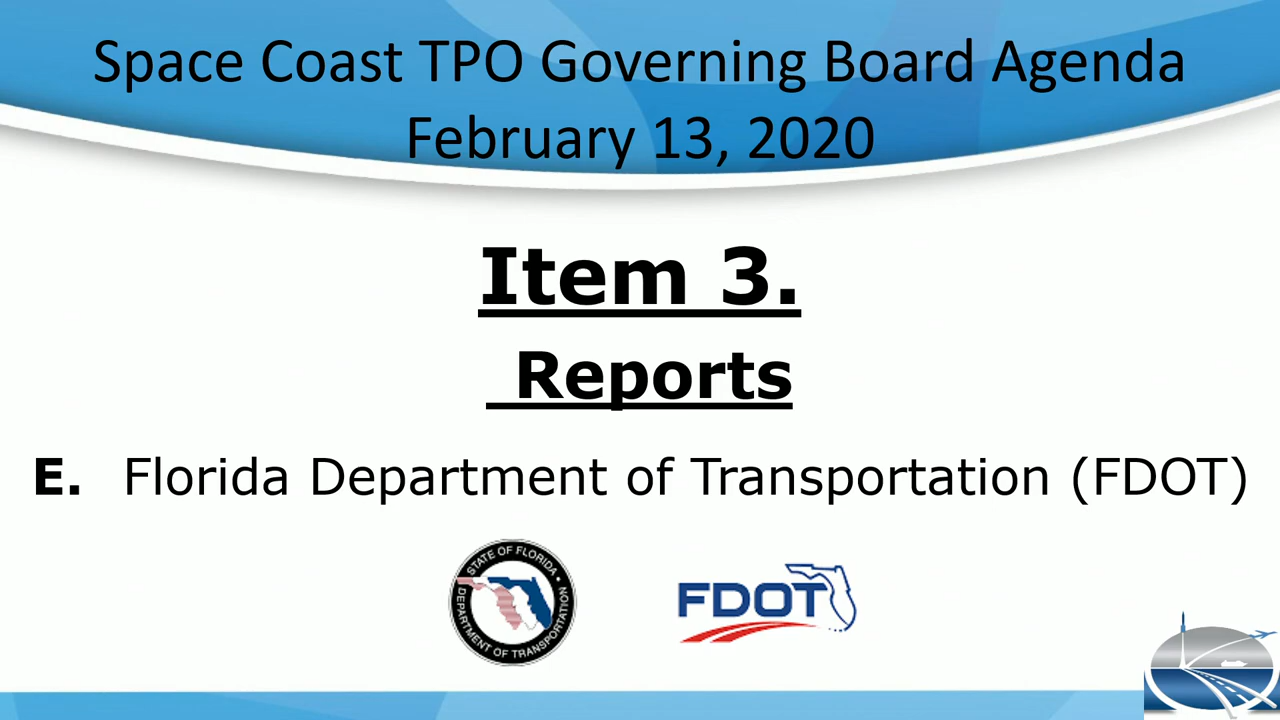 Space Coast TPO Governing Board Agenda
February 13, 2020
Item 3.
Reports
E. Florida Department of Transportation (FDOT)
STATE OF FLORIDA
DEPARTMENT OF TRANSPORTATION
FDOT